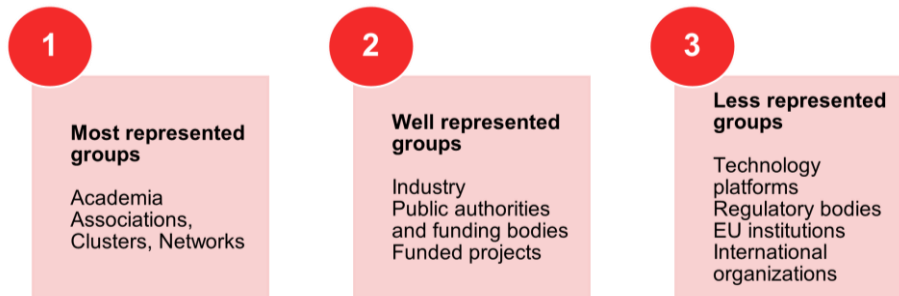 1
Most represented
groups
Academia
Associations,
Clusters, Networks
2
Well represented
groups
Industry
Public authorities
and funding bodies
Funded projects
3
Less represented
groups
Technology
platforms
Regulatory bodies
EU institutions
International
organizations